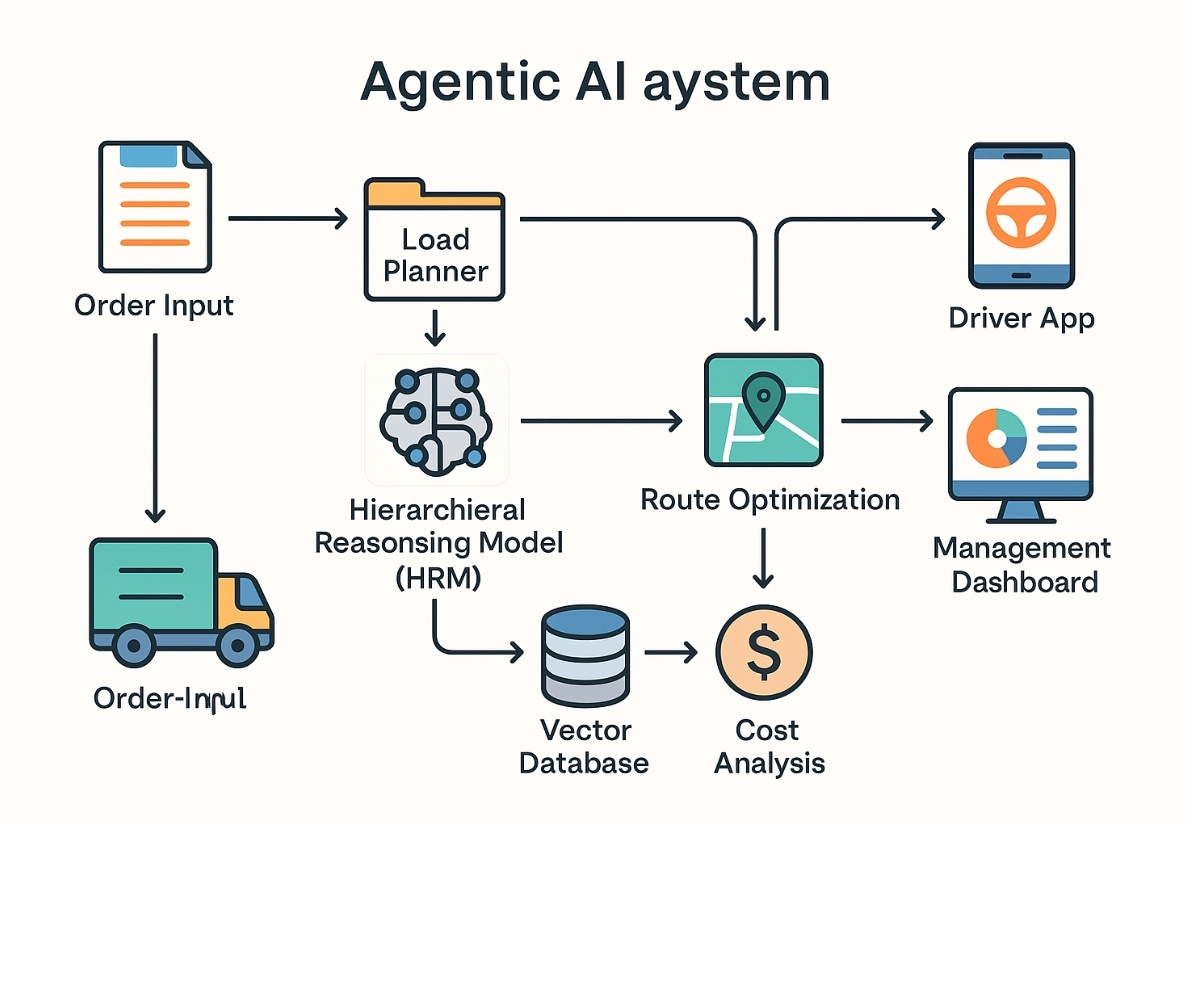 Agentic AI aystem
Order Input
Load
Planner
Driver App
Hierarchieral
Reasonsing Model
(HRM)
Route Optimization
Management
Dashboard
$
Vector
Database
Cost
Analysis